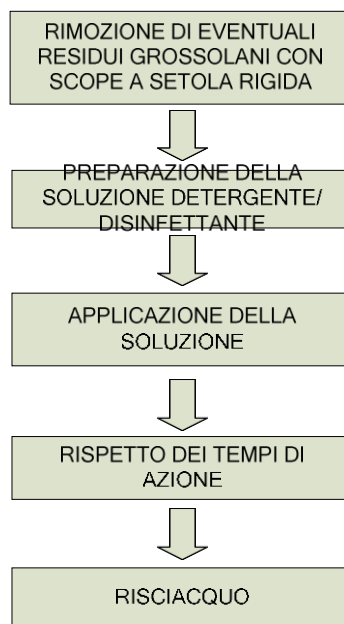 RIMOZIONE DI EVENTUALI
RESIDUI GROSSOLANI CON
SCOPE A SETOLA RIGIDA
PREPARAZIONE DELLA
SOLUZIONE DETERGENTE/
DISINFETTANTE
APPLICAZIONE DELLA
SOLUZIONE
RISPETTO DEI TEMPI DI
AZIONE
RISCIACQUO